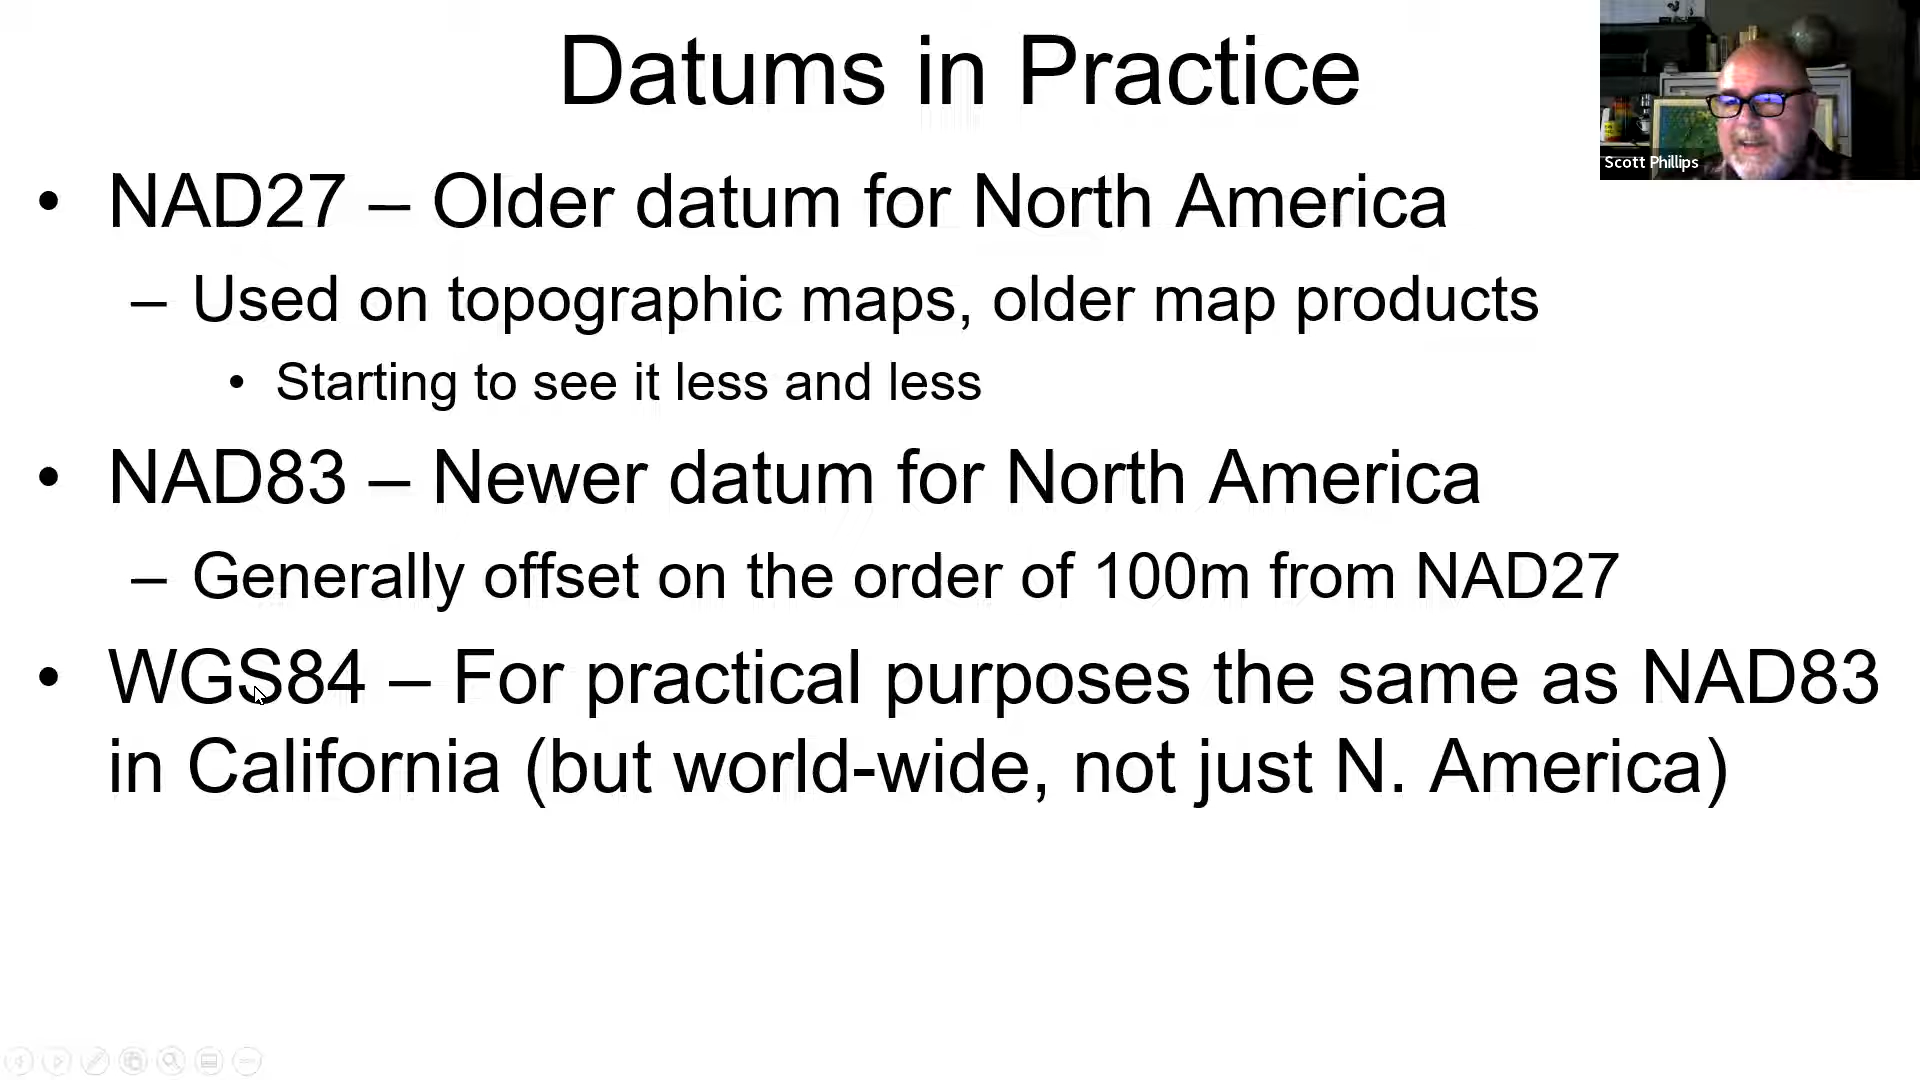 Datums in Practice
Scott Phillips
• NAD27 – Older datum for North America
– Used on topographic maps, older map products
• Starting to see it less and less
• NAD83 – Newer datum for North America
– Generally offset on the order of 100m from NAD27
• WGS84 – For practical purposes the same as NAD83
in California (but world-wide, not just N. America)